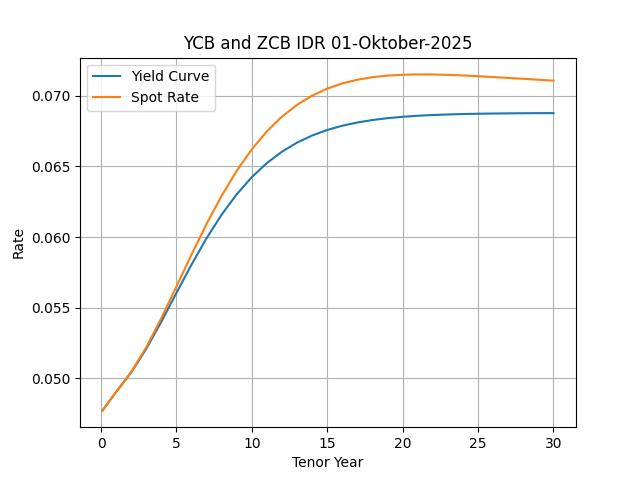 YCB and ZCB IDR 01-Oktober-2025
Yield Curve
Spot Rate
0.070
0.065
0.060
0.055
0.050
Rate
0 5 10 15 20 25 30
Tenor Year